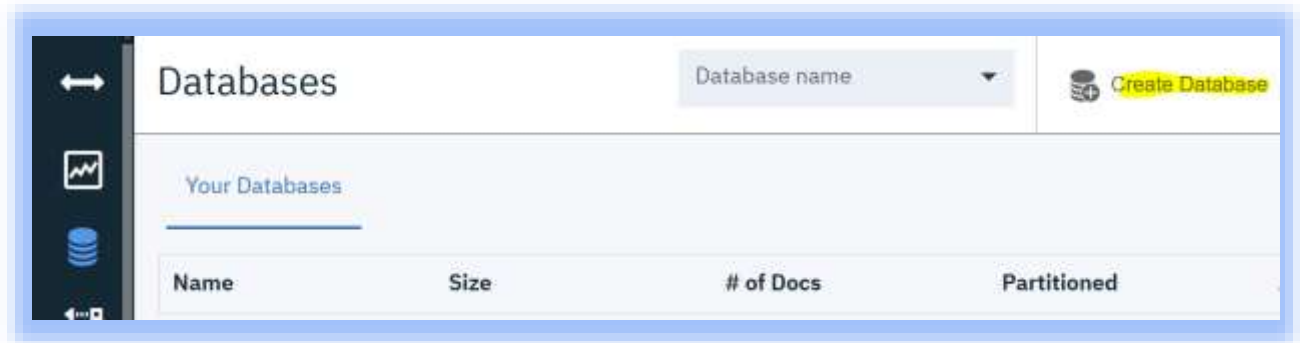 Databases
Database name
Create Database
Your Databases
Name Size # of Docs Partitioned